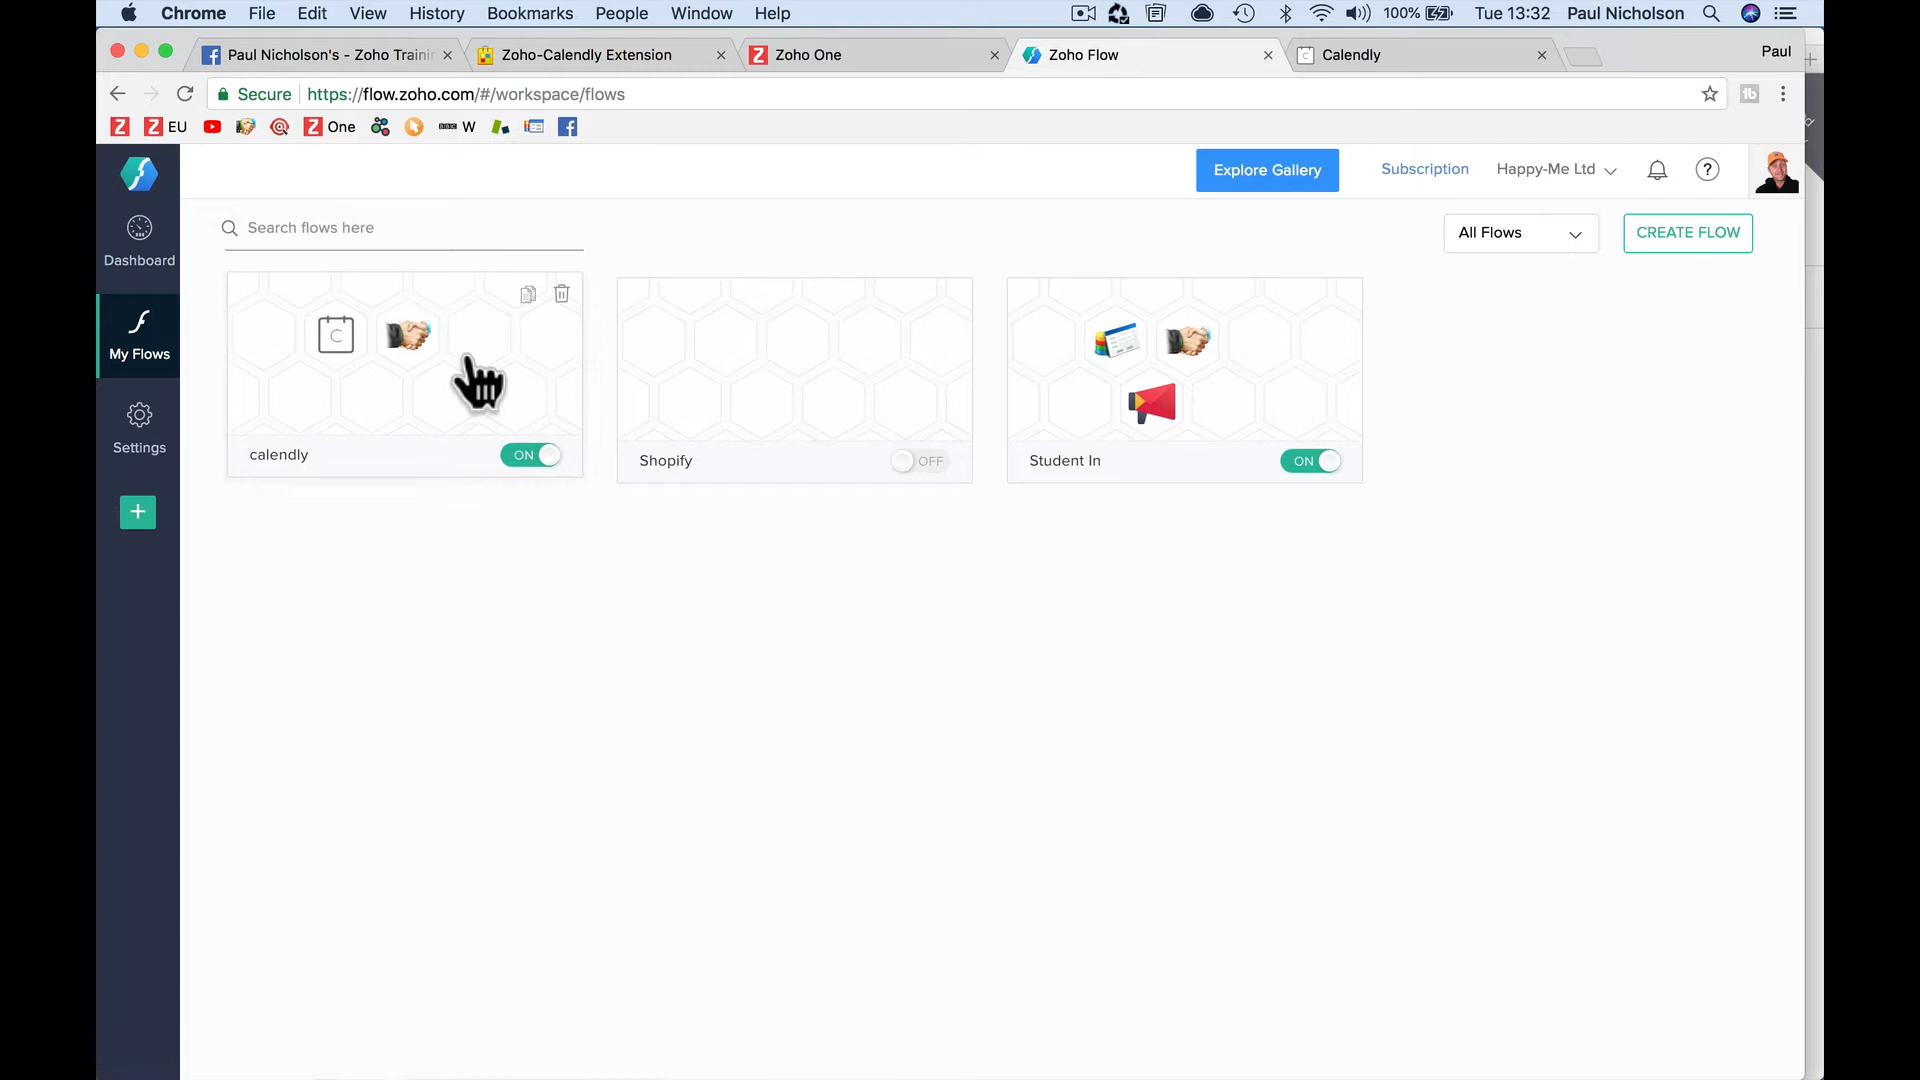 Chrome File Edit View History Bookmarks People Window Help 100% Tue 13:32 Paul Nicholson
Paul Nicholson's - Zoho Trainin Zoho-Calendly Extension Zoho One Zoho Flow Calendly Paul
Secure https://flow.zoho.com/#/workspace/flows
EU One BBC W
Explore Gallery Subscription Happy-Me Ltd
Dashboard
My Flows
Settings
Search flows here
All Flows
CREATE FLOW
C
calendly ON
Shopify OFF
Student In ON